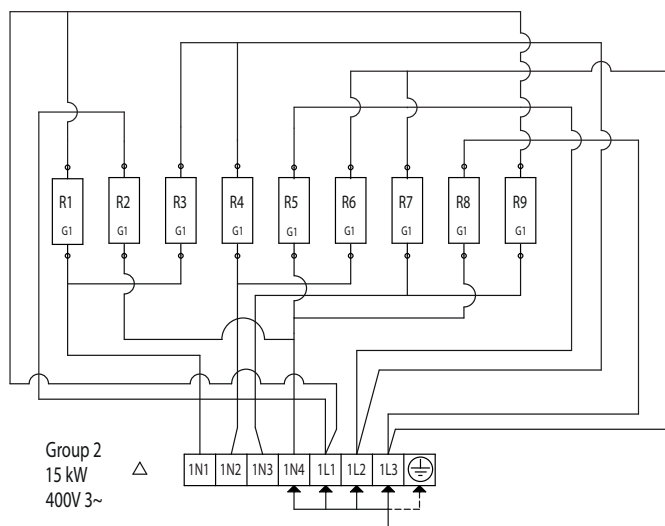 R1 R2 R3 R4 R5 R6 R7 R8 R9
G1 G1 G1 G1 G1 G1 G1 G1 G1
Group 2
15 kW
400V 3~
1N1 1N2 1N3 1N4 1L1 1L2 1L3